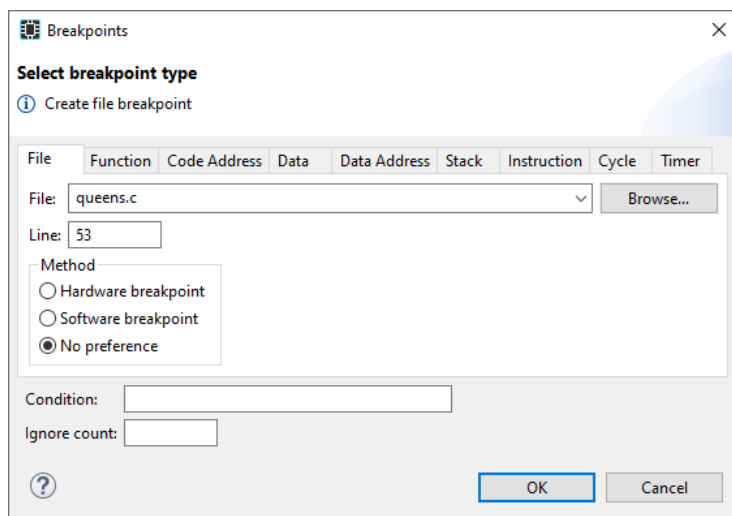 Breakpoints
Select breakpoint type
Create file breakpoint
File Function Code Address Data Data Address Stack Instruction Cycle Timer
File: queens.c Browse...
Line: 53
Method
Hardware breakpoint
Software breakpoint
No preference
Condition:
Ignore count:
OK Cancel